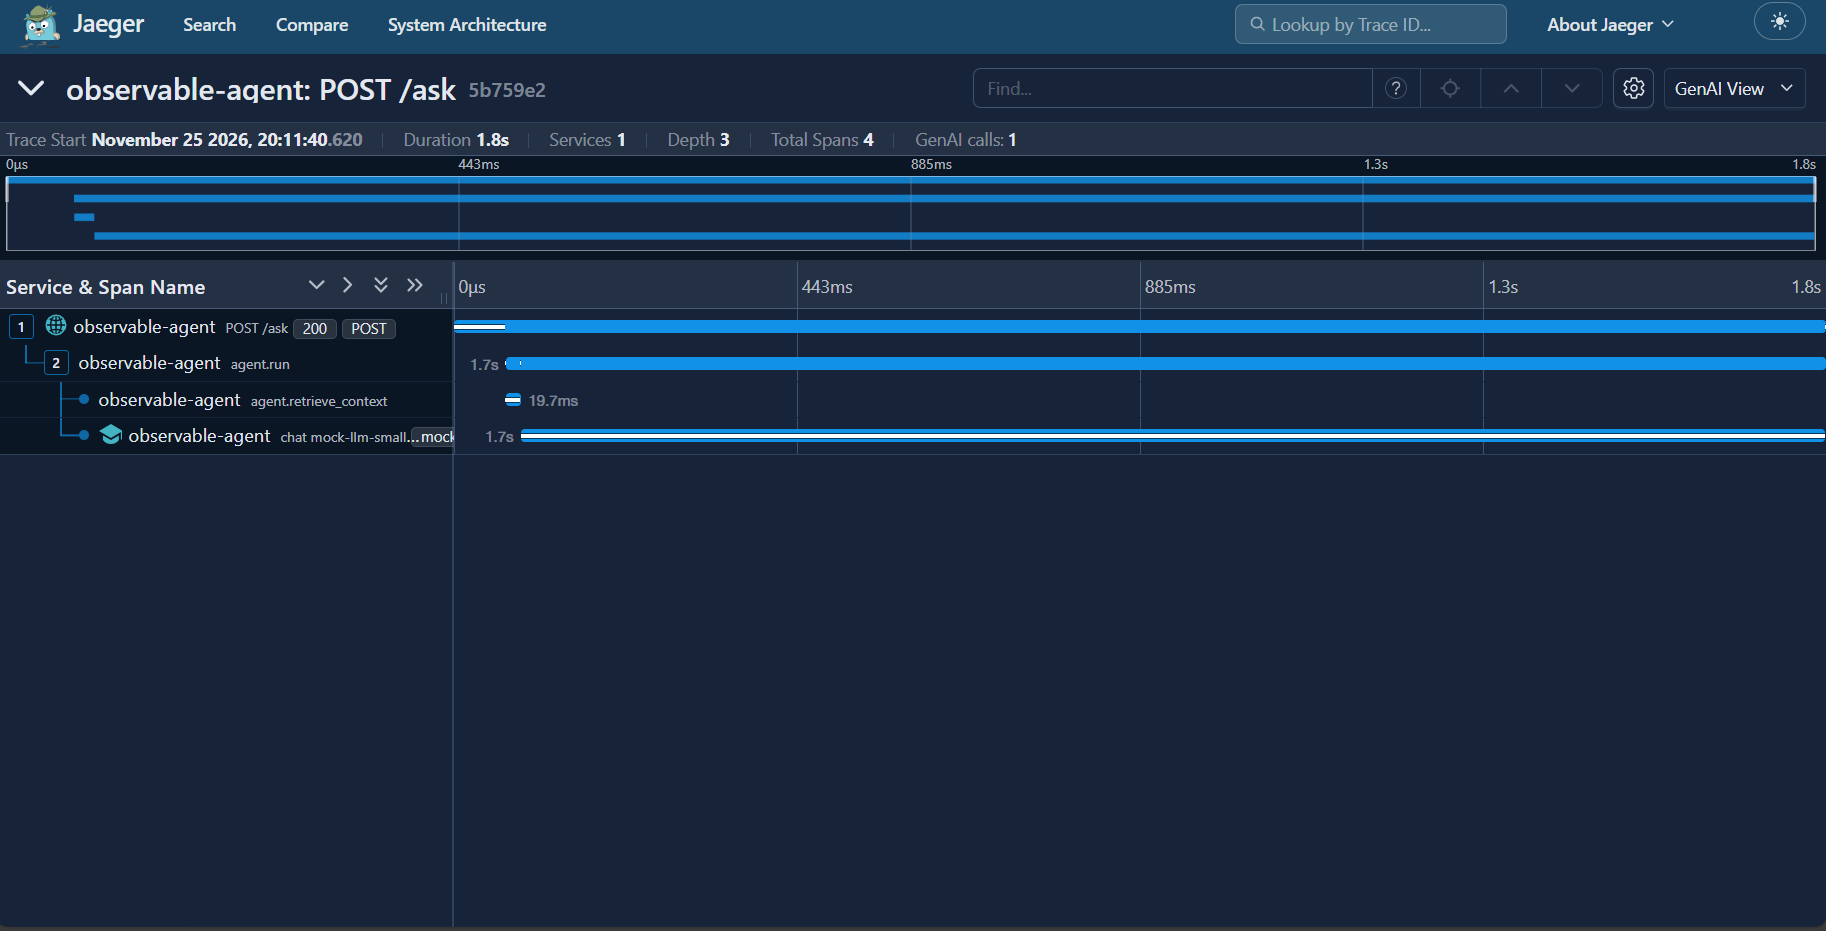 Jaeger Search Compare System Architecture Lookup by Trace ID... About Jaeger
observable-agent: POST /ask 5b759e2 Find... ? GenAI View
Trace Start November 25 2026, 20:11:40.620 Duration 1.8s Services 1 Depth 3 Total Spans 4 GenAI calls: 1
0μs 443ms 885ms 1.3s 1.8s
Service & Span Name 0μs 443ms 885ms 1.3s 1.8s
1 observable-agent POST /ask 200 POST
2 observable-agent agent.run 1.7s
observable-agent agent.retrieve_context 19.7ms
observable-agent chat mock-llm-small... mock 1.7s